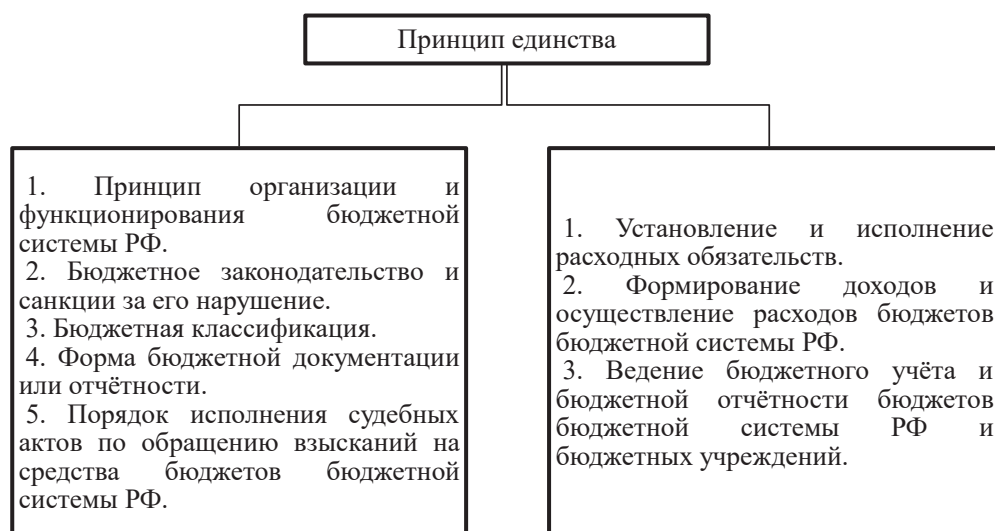 Принцип единства
1. Принцип организации и
функционирования бюджетной
системы РФ.
2. Бюджетное законодательство и
санкции за его нарушение.
3. Бюджетная классификация.
4. Форма бюджетной документации
или отчётности.
5. Порядок исполнения судебных
актов по обращению взысканий на
средства бюджетов бюджетной
системы РФ.
1. Установление и исполнение
расходных обязательств.
2. Формирование доходов и
осуществление расходов бюджетов
бюджетной системы РФ.
3. Ведение бюджетного учёта и
бюджетной отчётности бюджетов
бюджетной системы РФ и
бюджетных учреждений.